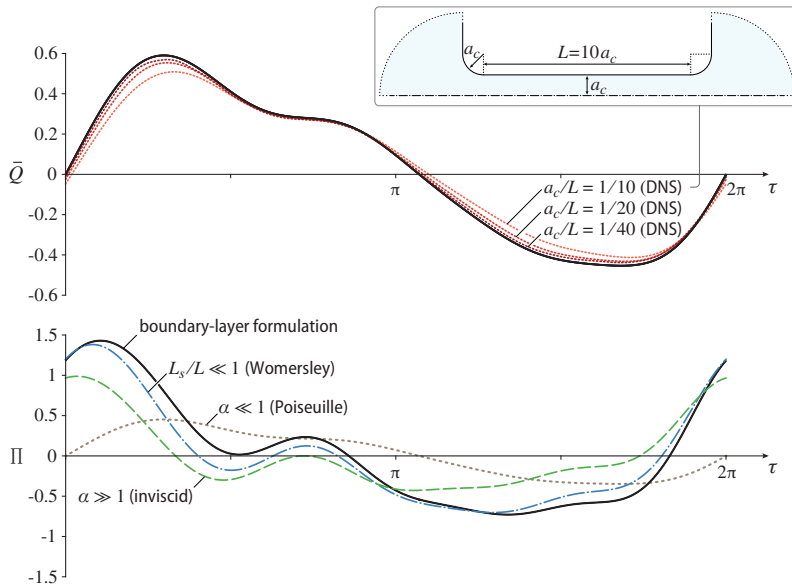 0.6
0.4
0.2
0
-0.2
-0.4
-0.6
Q̄
π
2π
τ
a_c
L=10a_c
a_c
a_c/L = 1/10 (DNS)
a_c/L = 1/20 (DNS)
a_c/L = 1/40 (DNS)
1.5
1
0.5
0
-0.5
-1
-1.5
Π
π
2π
τ
boundary-layer formulation
L_s/L ≪ 1 (Womersley)
α ≪ 1 (Poiseuille)
α ≫ 1 (inviscid)